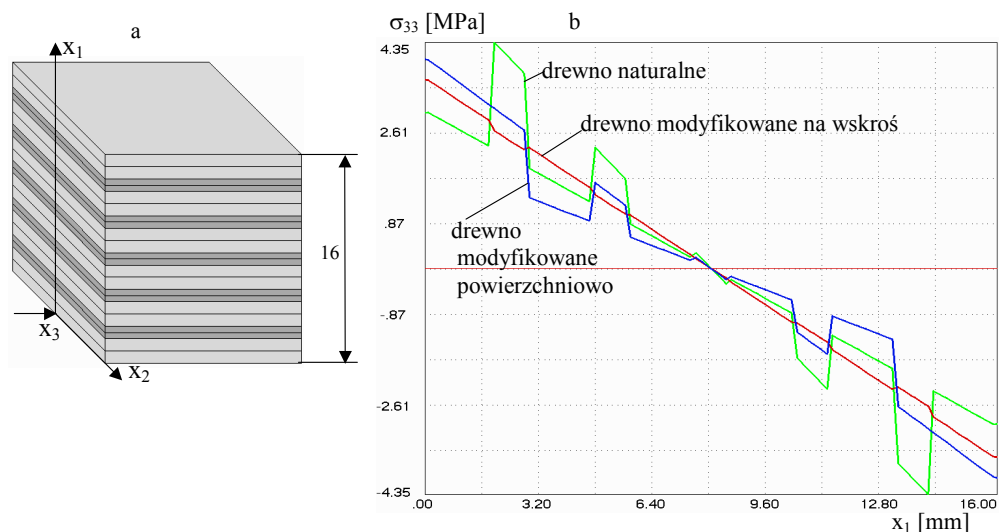 a
x₁
16
x₃
x₂
σ₃₃ [MPa]
b
4.35
2.61
.87
-.87
-2.61
-4.35
drewno naturalne
drewno modyfikowane na wskroś
drewno
modyfikowane
powierzchniowo
.00
3.20
6.40
9.60
12.80
16.00
x₁ [mm]